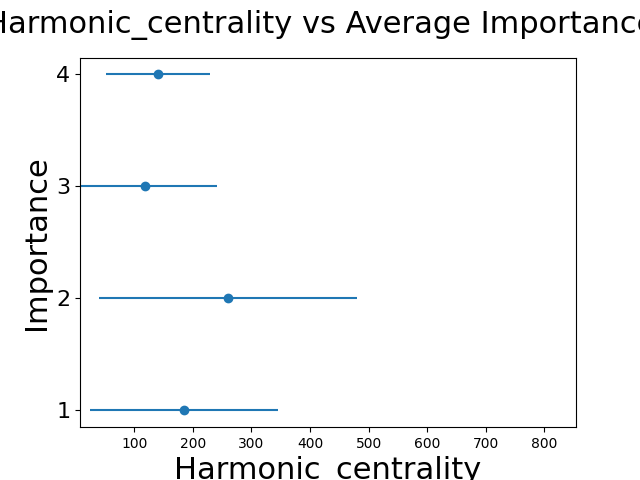 Harmonic_centrality vs Average Importance
4
3
2
1
Importance
100 200 300 400 500 600 700 800
Harmonic_centrality